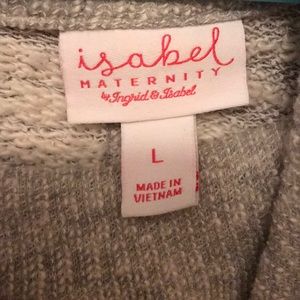 isabel
MATERNITY
by Ingrid & Isabel
L
MADE IN
VIETNAM